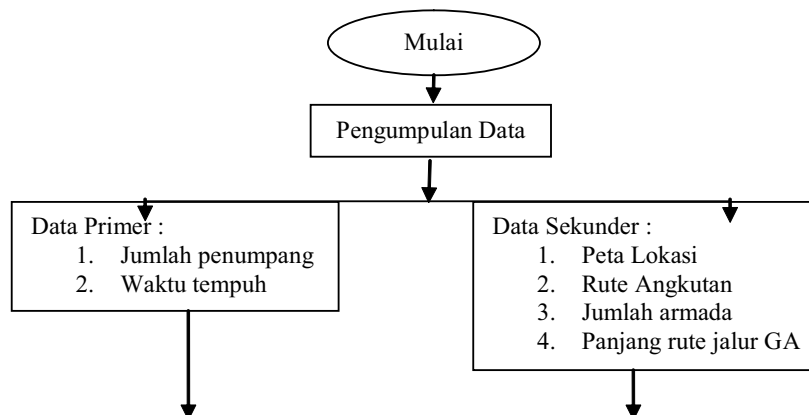 Mulai
Pengumpulan Data
Data Primer :
1. Jumlah penumpang
2. Waktu tempuh
Data Sekunder :
1. Peta Lokasi
2. Rute Angkutan
3. Jumlah armada
4. Panjang rute jalur GA